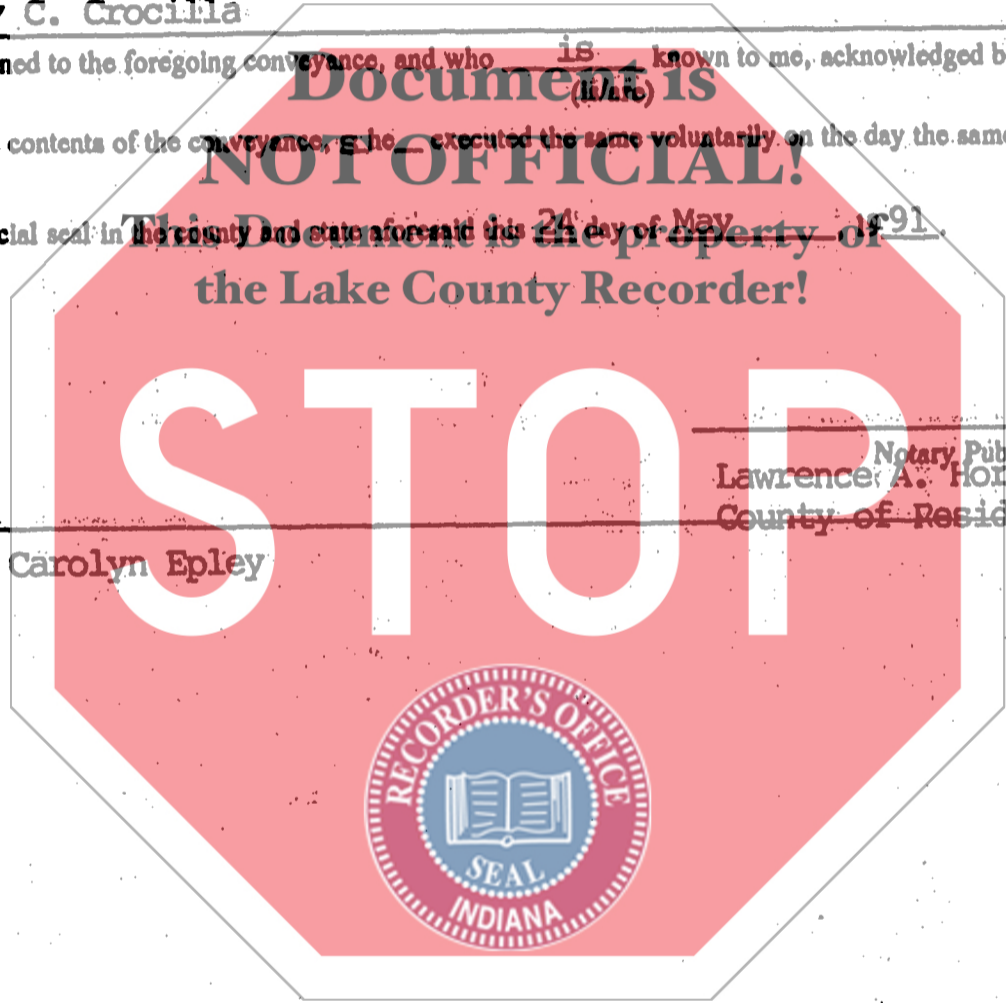 C. Crocilla
ned to the foregoing conveyance, and who is known to me, acknowledged b
Document is
contents of the conveyance, s he executed the same voluntarily on the day the same
NOT OFFICIAL!
cial seal in the county and state aforesaid this 24 day of May, 1991.
This Document is the property of
the Lake County Recorder!
STOP
Notary Pub
Lawrence A. Hor
County of Resid
Carolyn Epley
RECORDER'S OFFICE
SEAL
INDIANA